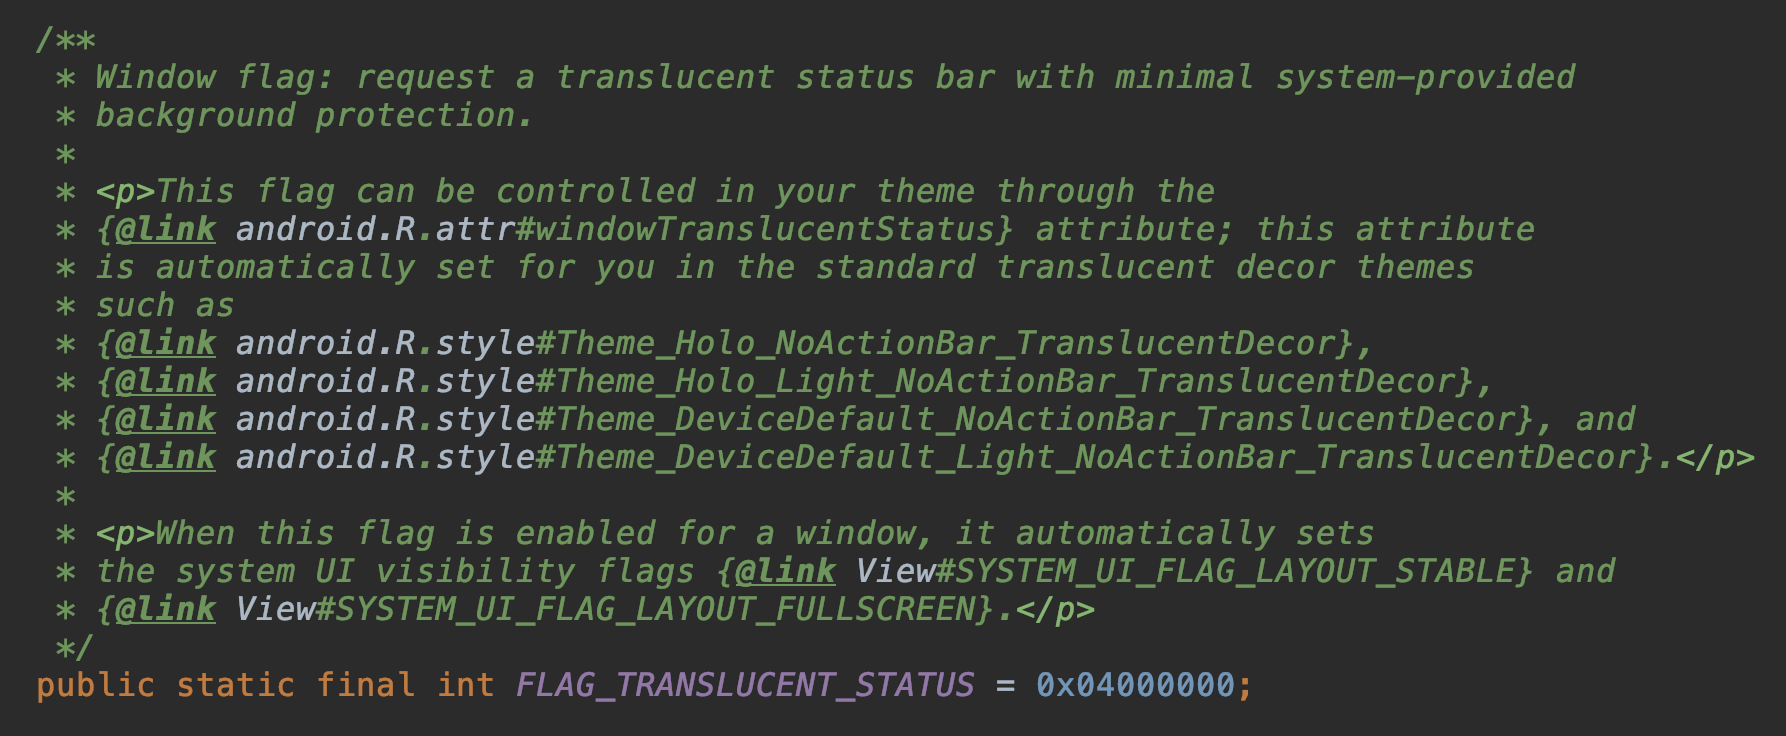 /**
 * Window flag: request a translucent status bar with minimal system-provided
 * background protection.
 *
 * <p>This flag can be controlled in your theme through the
 * {@link android.R.attr#windowTranslucentStatus} attribute; this attribute
 * is automatically set for you in the standard translucent decor themes
 * such as
 * {@link android.R.style#Theme_Holo_NoActionBar_TranslucentDecor},
 * {@link android.R.style#Theme_Holo_Light_NoActionBar_TranslucentDecor},
 * {@link android.R.style#Theme_DeviceDefault_NoActionBar_TranslucentDecor}, and
 * {@link android.R.style#Theme_DeviceDefault_Light_NoActionBar_TranslucentDecor}.</p>
 *
 * <p>When this flag is enabled for a window, it automatically sets
 * the system UI visibility flags {@link View#SYSTEM_UI_FLAG_LAYOUT_STABLE} and
 * {@link View#SYSTEM_UI_FLAG_LAYOUT_FULLSCREEN}.</p>
 */
public static final int FLAG_TRANSLUCENT_STATUS = 0x04000000;